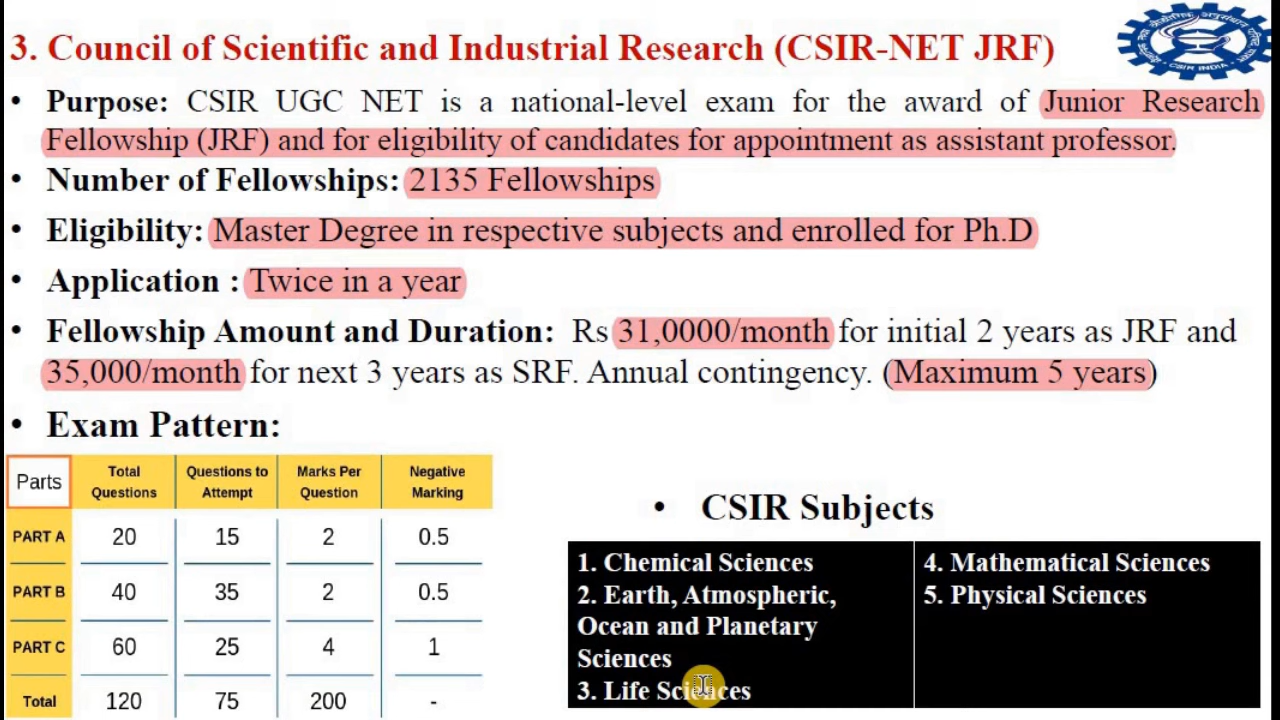 3. Council of Scientific and Industrial Research (CSIR-NET JRF)
CSIR INDIA
• Purpose: CSIR UGC NET is a national-level exam for the award of Junior Research
Fellowship (JRF) and for eligibility of candidates for appointment as assistant professor.
• Number of Fellowships: 2135 Fellowships
• Eligibility: Master Degree in respective subjects and enrolled for Ph.D
• Application : Twice in a year
• Fellowship Amount and Duration: Rs 31,0000/month for initial 2 years as JRF and
35,000/month for next 3 years as SRF. Annual contingency. (Maximum 5 years)
• Exam Pattern:
Parts Total Questions Questions to Attempt Marks Per Question Negative Marking
PART A 20 15 2 0.5
PART B 40 35 2 0.5
PART C 60 25 4 1
Total 120 75 200 -
• CSIR Subjects
1. Chemical Sciences
2. Earth, Atmospheric,
Ocean and Planetary
Sciences
3. Life Sciences
4. Mathematical Sciences
5. Physical Sciences